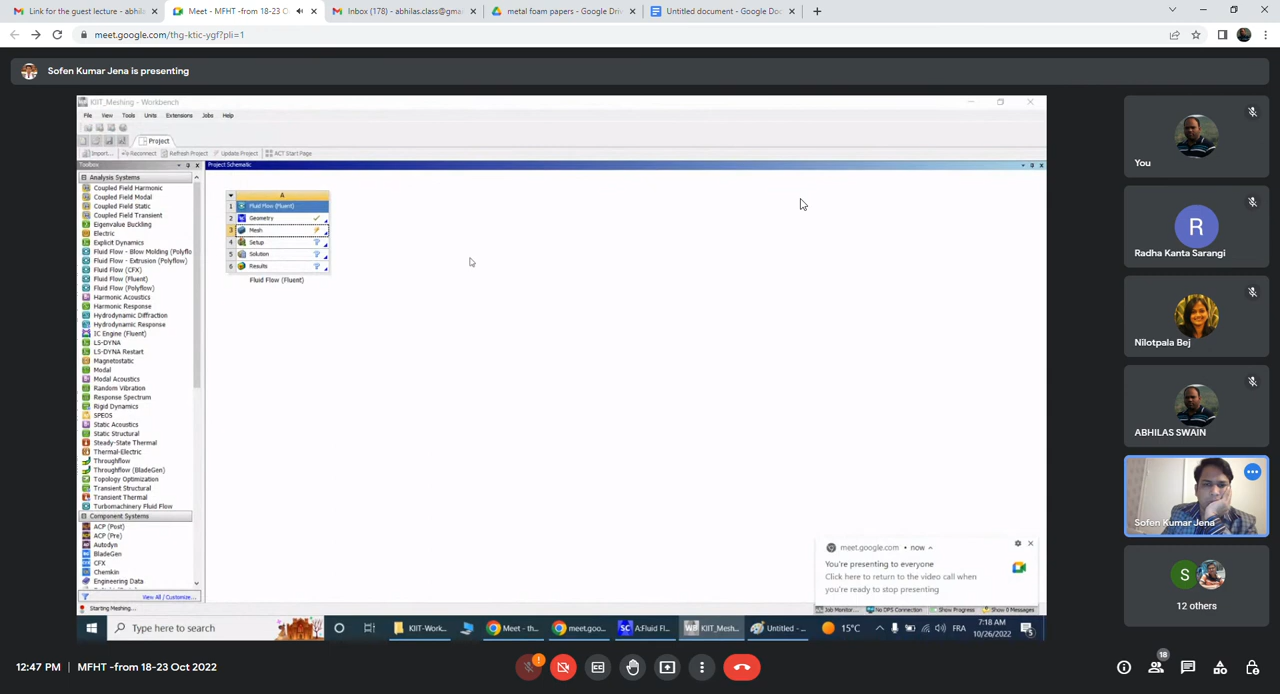 Link for the guest lecture - abhila
Meet - MFHT -from 18-23 O
Inbox (178) - abhilas.class@gma
metal foam papers - Google Driv
Untitled document - Google Doc
meet.google.com/thg-ktic-ygf?pli=1
Sofen Kumar Jena is presenting
KIIT_Meshing - Workbench
File View Tools Units Extensions Jobs Help
Project
Import... Reconnect Refresh Project Update Project ACT Start Page
Toolbox
Project Schematic
Analysis Systems
Coupled Field Harmonic
Coupled Field Modal
Coupled Field Static
Coupled Field Transient
Eigenvalue Buckling
Electric
Explicit Dynamics
Fluid Flow - Blow Molding (Polyflo
Fluid Flow - Extrusion (Polyflow)
Fluid Flow (CFX)
Fluid Flow (Fluent)
Fluid Flow (Polyflow)
Harmonic Acoustics
Harmonic Response
Hydrodynamic Diffraction
Hydrodynamic Response
IC Engine (Fluent)
LS-DYNA
LS-DYNA Restart
Magnetostatic
Modal
Modal Acoustics
Random Vibration
Response Spectrum
Rigid Dynamics
SPEOS
Static Acoustics
Static Structural
Steady-State Thermal
Thermal-Electric
Throughflow
Throughflow (BladeGen)
Topology Optimization
Transient Structural
Transient Thermal
Turbomachinery Fluid Flow
Component Systems
ACP (Post)
ACP (Pre)
Autodyn
BladeGen
CFX
Chemkin
Engineering Data
View All / Customize...
Starting Meshing...
A
1 Fluid Flow (Fluent)
2 Geometry
3 Mesh
4 Setup
5 Solution
6 Results
Fluid Flow (Fluent)
meet.google.com • now
You're presenting to everyone
Click here to return to the video call when
you're ready to stop presenting
Job Monitor... No DPS Connection Show Progress Show 0 Messages
Type here to search
KIIT-Work...
Meet - th...
meet.goo...
A:Fluid Fl...
KIIT_Mesh...
Untitled - ...
15°C
FRA
7:18 AM
10/26/2022
5
You
R
Radha Kanta Sarangi
Nilotpala Bej
ABHILAS SWAIN
Sofen Kumar Jena
S
12 others
12:47 PM | MFHT -from 18-23 Oct 2022
18